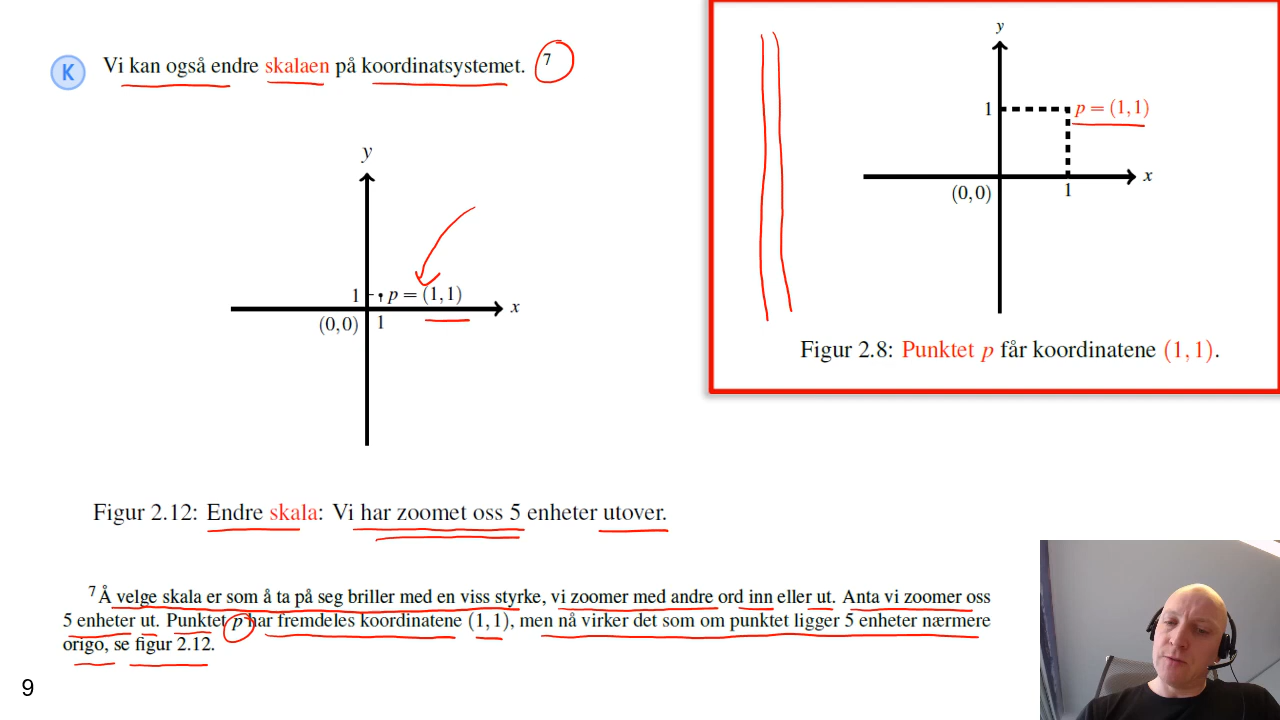 K
Vi kan også endre skalaen på koordinatsystemet. 7
y
1
p = (1,1)
x
(0,0)
1
Figur 2.12: Endre skala: Vi har zoomet oss 5 enheter utover.
7 Å velge skala er som å ta på seg briller med en viss styrke, vi zoomer med andre ord inn eller ut. Anta vi zoomer oss
5 enheter ut. Punktet p har fremdeles koordinatene (1,1), men nå virker det som om punktet ligger 5 enheter nærmere
origo, se figur 2.12.
9
y
1
p = (1,1)
x
(0,0)
1
Figur 2.8: Punktet p får koordinatene (1,1).